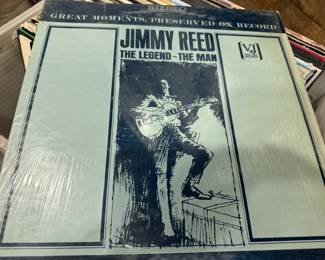 STEREO
GREAT MOMENTS, PRESERVED ON RECORD
JIMMY REED
THE LEGEND-THE MAN
VJ